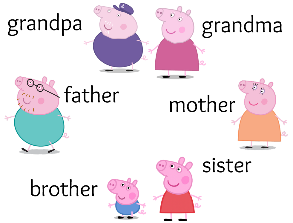 grandpa
grandma
father
mother
sister
brother